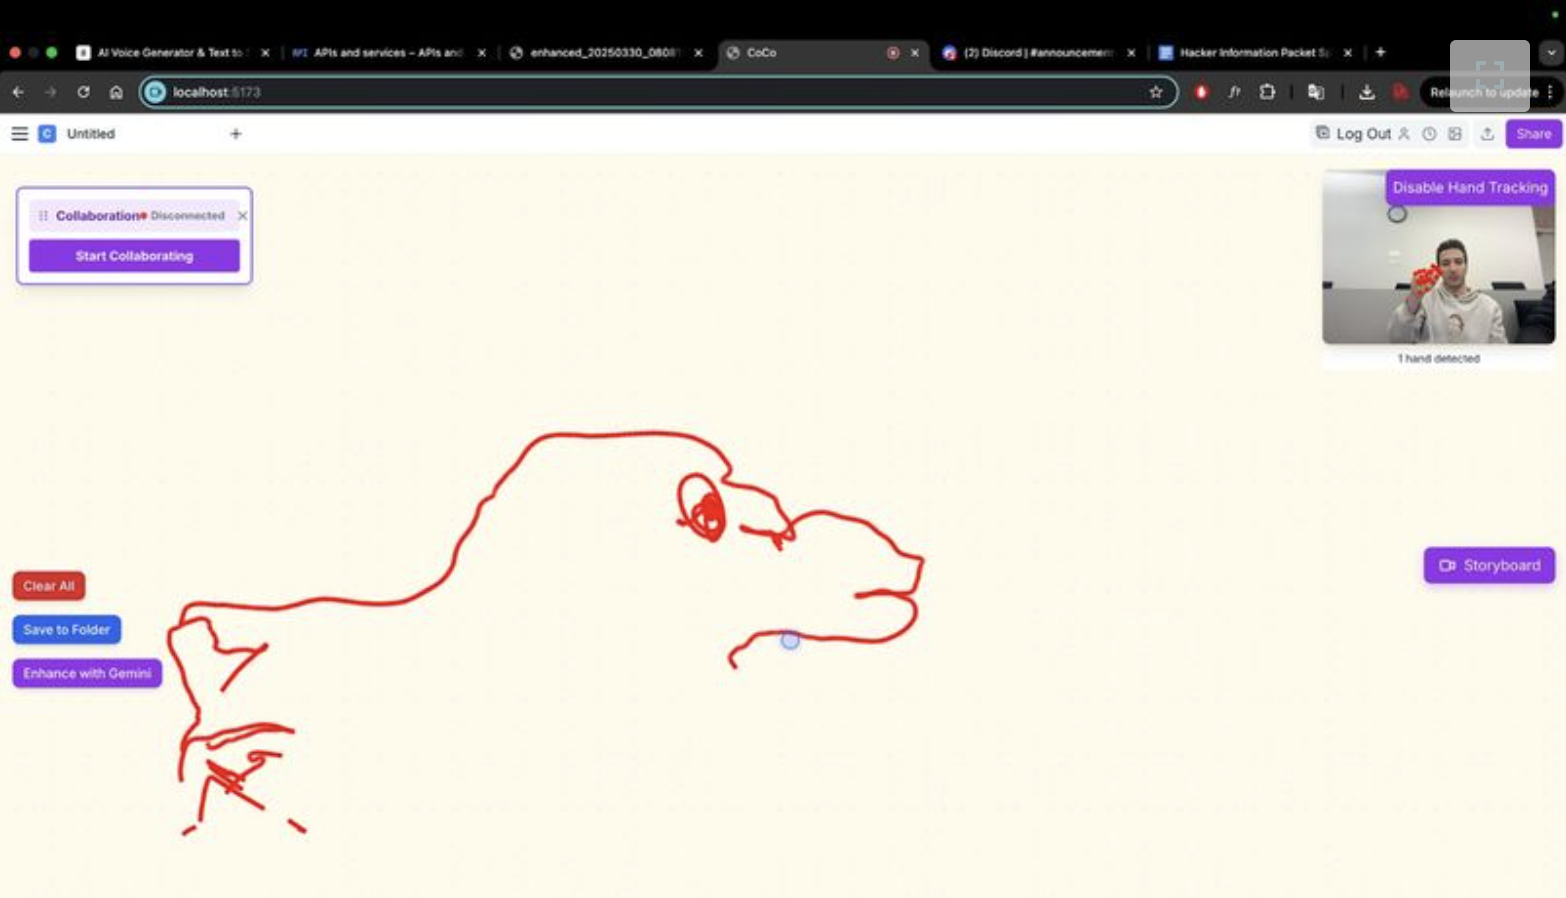 AI Voice Generator & Text to
API APIs and services – APIs and
enhanced_20250330_0808
CoCo
(2) Discord | #announcemen
Hacker Information Packet S
localhost:5173
Relaunch to update
C Untitled
Log Out
Share
Collaboration Disconnected
Start Collaborating
Disable Hand Tracking
1 hand detected
Clear All
Save to Folder
Enhance with Gemini
Storyboard